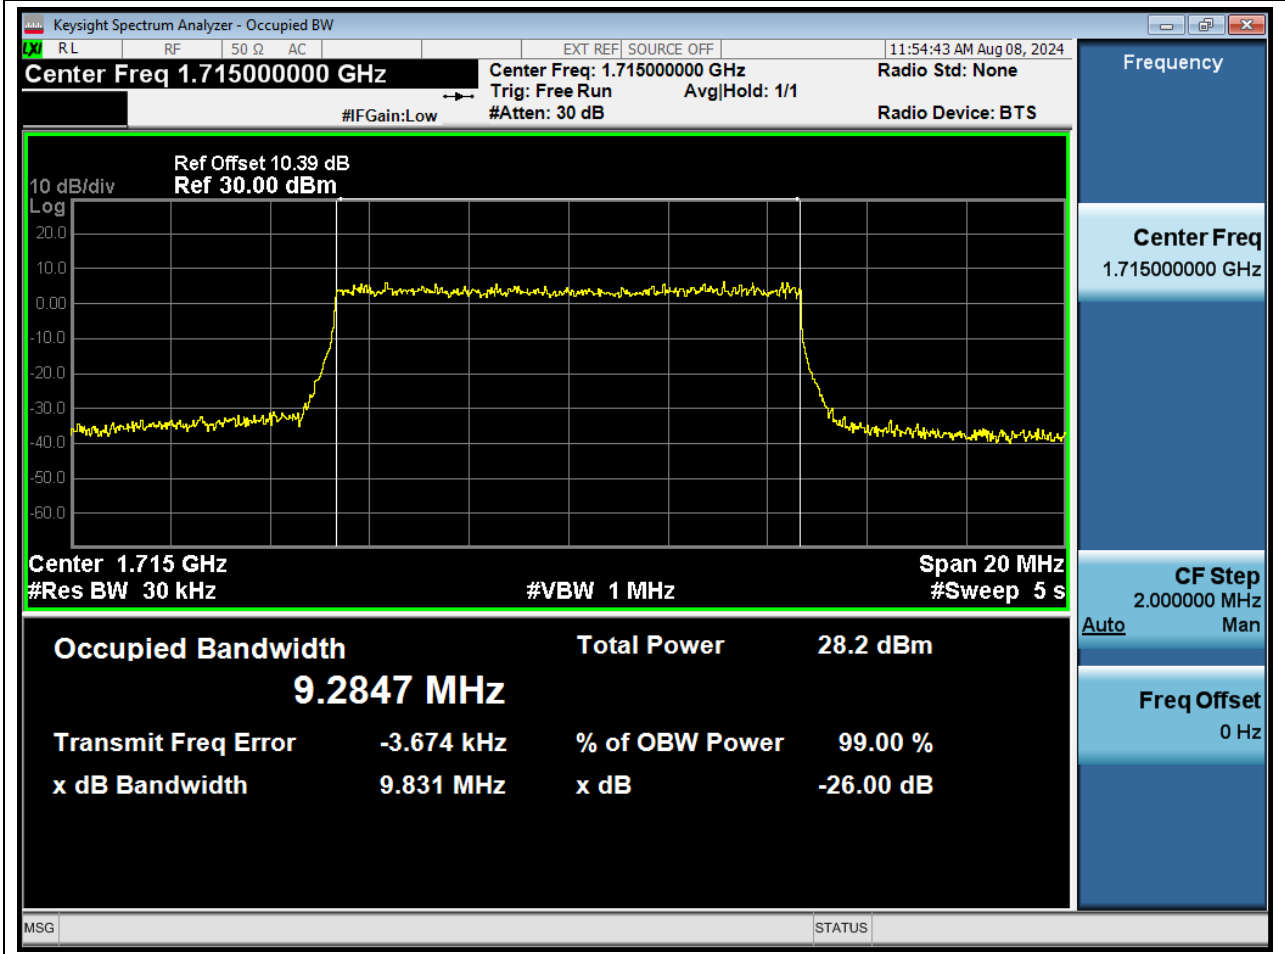 Keysight Spectrum Analyzer - Occupied BW
LXI RL RF 50 Ω AC EXT REF SOURCE OFF 11:54:43 AM Aug 08, 2024
Center Freq 1.715000000 GHz
Center Freq: 1.715000000 GHz
Radio Std: None
Trig: Free Run Avg|Hold: 1/1
#IFGain:Low
#Atten: 30 dB
Radio Device: BTS
Ref Offset 10.39 dB
10 dB/div Ref 30.00 dBm
Log
20.0
10.0
0.00
-10.0
-20.0
-30.0
-40.0
-50.0
-60.0
Center 1.715 GHz Span 20 MHz
#Res BW 30 kHz #VBW 1 MHz #Sweep 5 s
Occupied Bandwidth Total Power 28.2 dBm
9.2847 MHz
Transmit Freq Error -3.674 kHz % of OBW Power 99.00 %
x dB Bandwidth 9.831 MHz x dB -26.00 dB
MSG STATUS
Frequency
Center Freq
1.715000000 GHz
CF Step
2.000000 MHz
Auto Man
Freq Offset
0 Hz